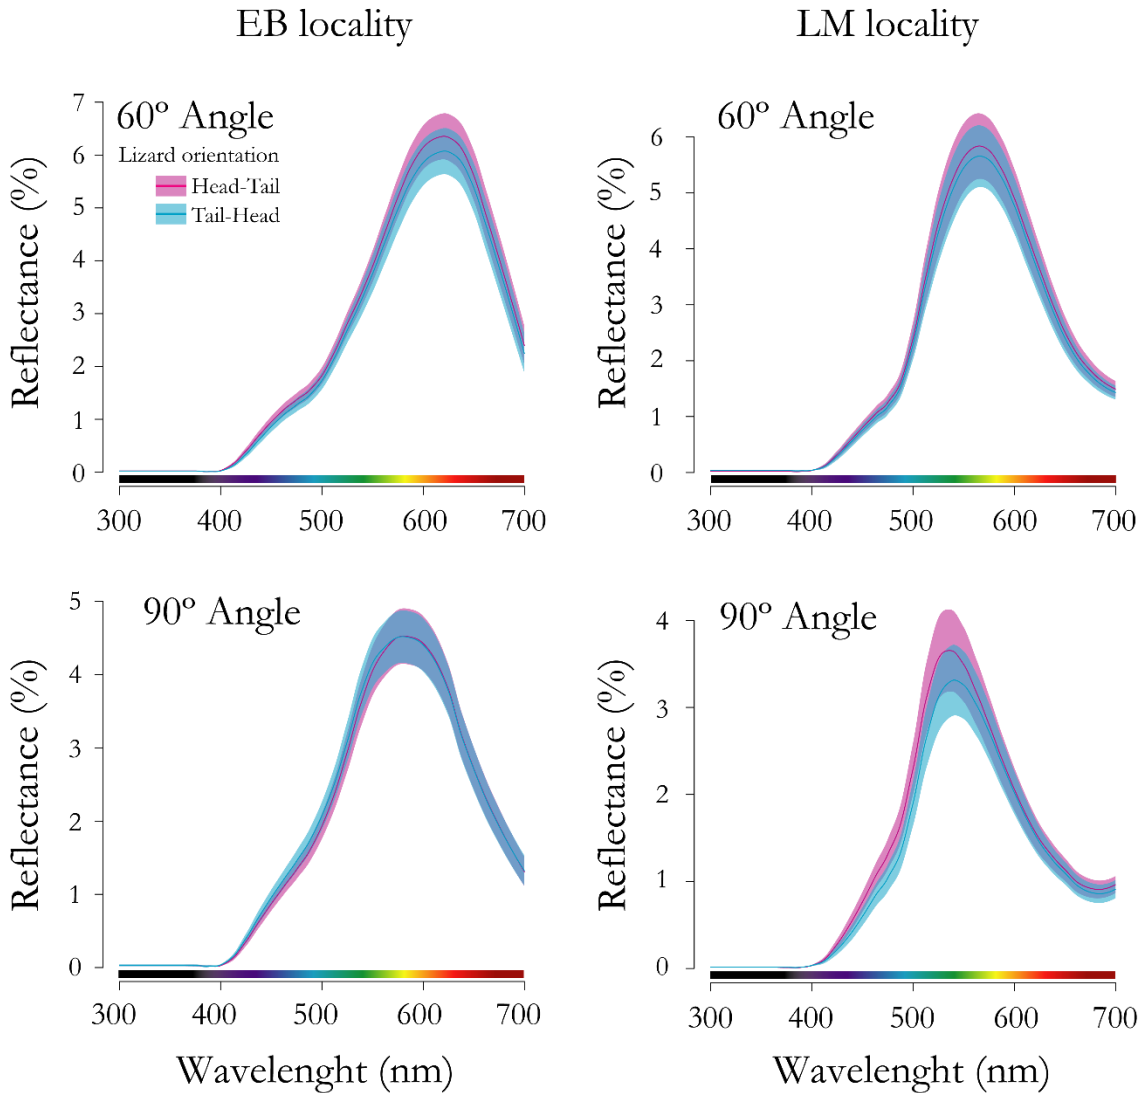 EB locality
LM locality
60º Angle
Lizard orientation
Head-Tail
Tail-Head
Reflectance (%)
7
6
5
4
3
2
1
0
300 400 500 600 700
60º Angle
Reflectance (%)
6
5
4
3
2
1
0
300 400 500 600 700
90º Angle
Reflectance (%)
5
4
3
2
1
0
300 400 500 600 700
Wavelenght (nm)
90º Angle
Reflectance (%)
4
3
2
1
0
300 400 500 600 700
Wavelenght (nm)